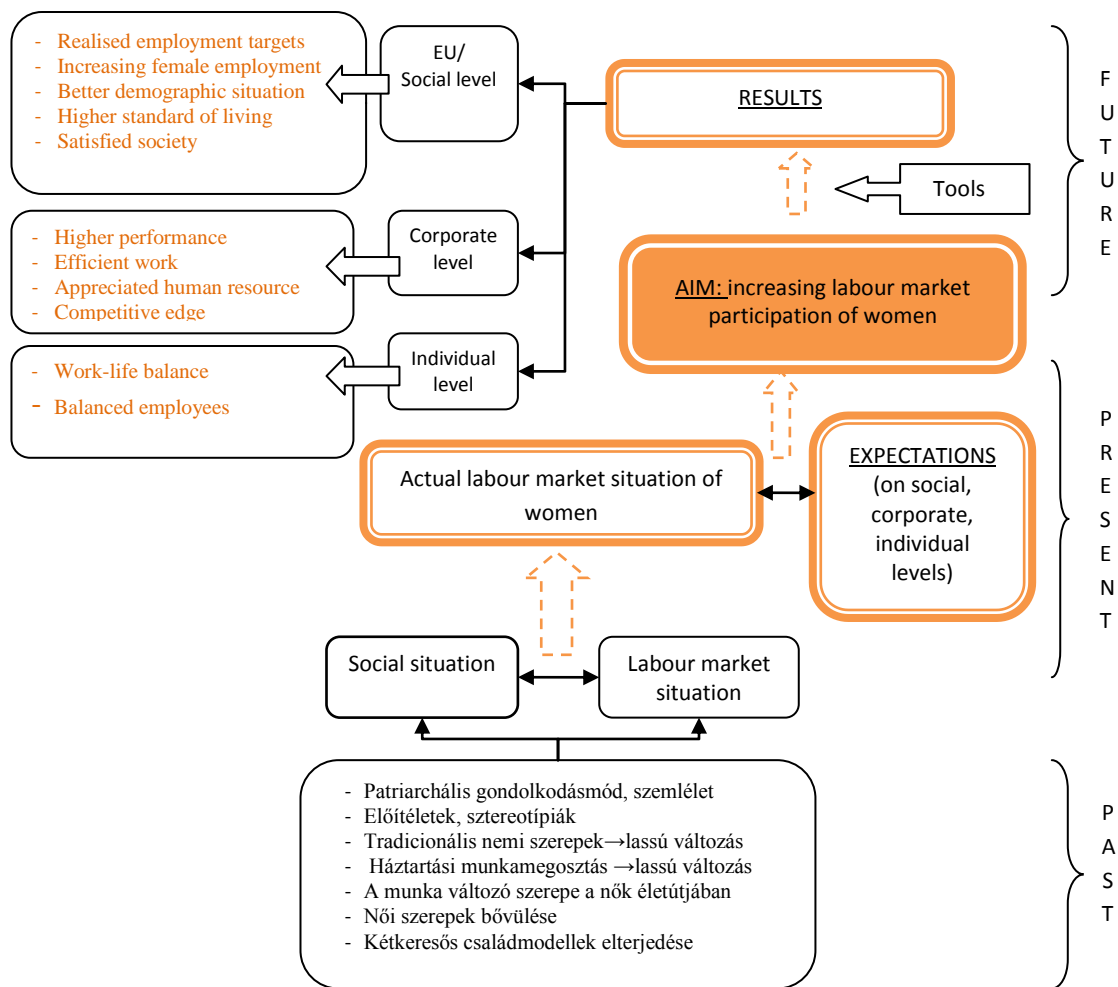 - Realised employment targets
- Increasing female employment
- Better demographic situation
- Higher standard of living
- Satisfied society
EU/
Social level
RESULTS
Tools
- Higher performance
- Efficient work
- Appreciated human resource
- Competitive edge
Corporate
level
AIM: increasing labour market
participation of women
- Work-life balance
- Balanced employees
Individual
level
Actual labour market situation of
women
EXPECTATIONS
(on social,
corporate,
individual
levels)
Social situation
Labour market
situation
- Patriarchális gondolkodásmód, szemlélet
- Előítéletek, sztereotípiák
- Tradicionális nemi szerepek→lassú változás
- Háztartási munkamegosztás →lassú változás
- A munka változó szerepe a nők életútjában
- Női szerepek bővülése
- Kétkeresős családmodellek elterjedése
FUTURE
PRESENT
PAST